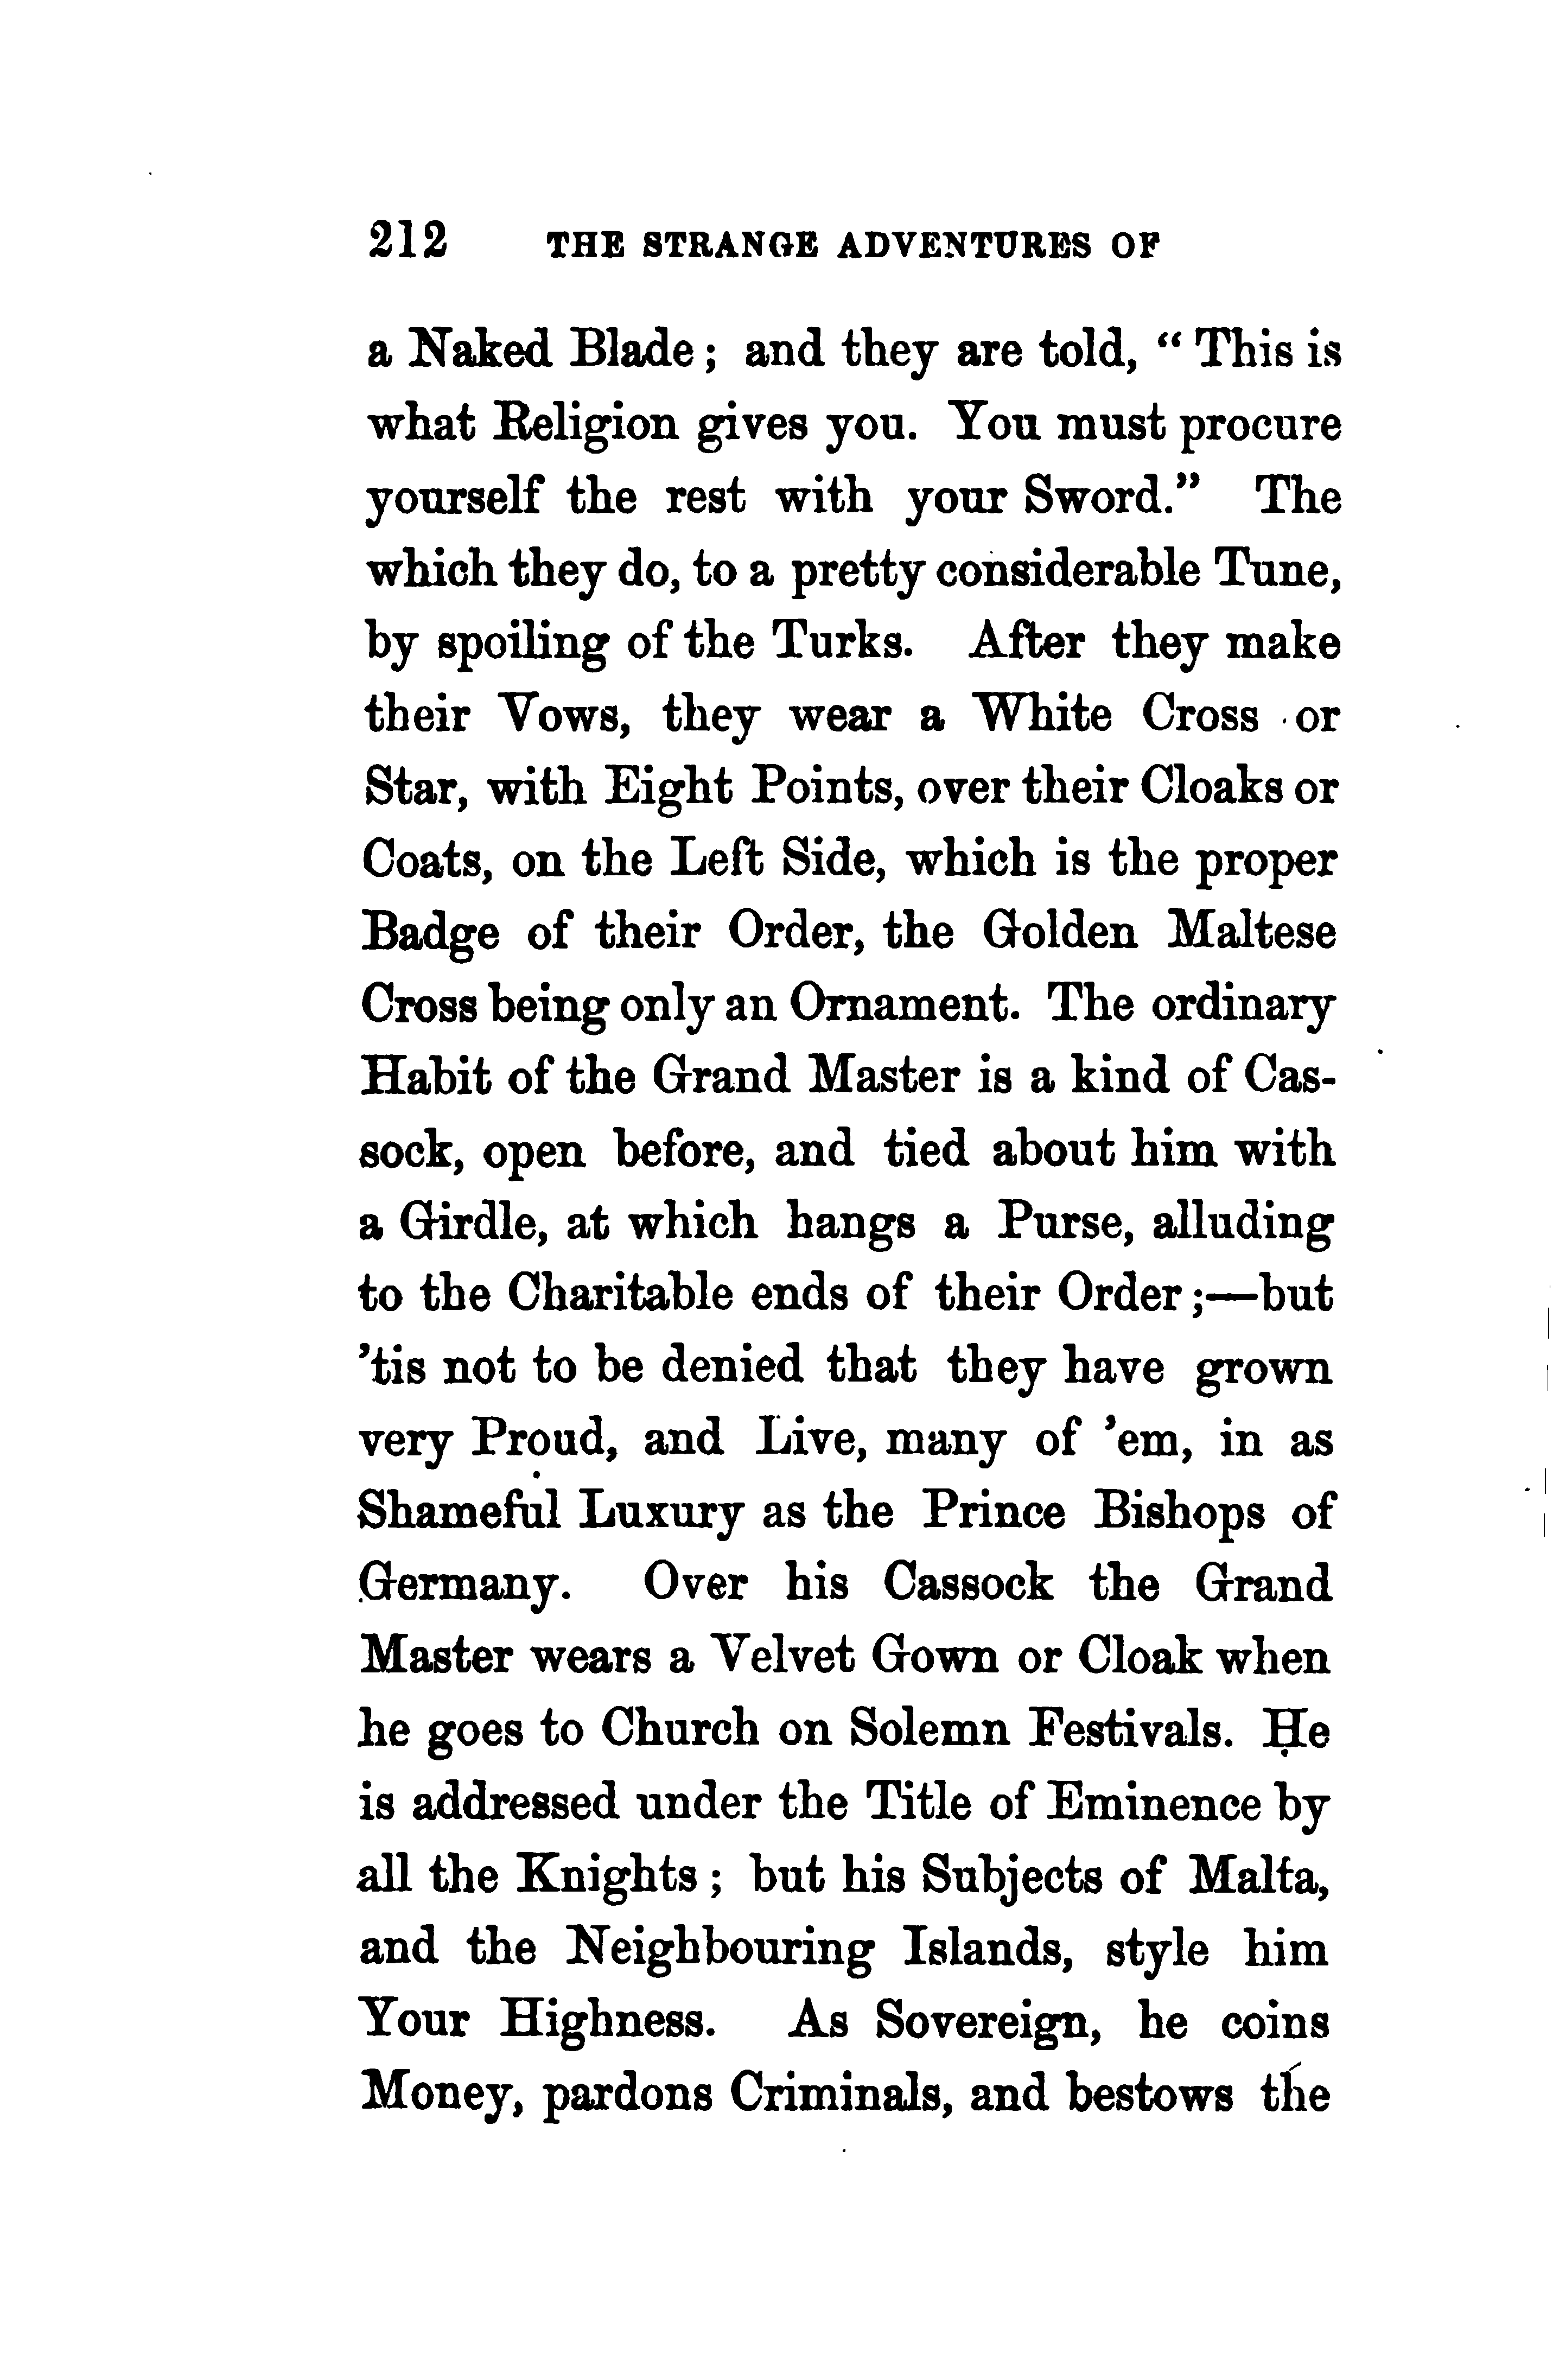 212 THE STRANGE ADVENTURES OF
a Naked Blade; and they are told, “This is
what Religion gives you. You must procure
yourself the rest with your Sword.” The
which they do, to a pretty considerable Tune,
by spoiling of the Turks. After they make
their Vows, they wear a White Cross or
Star, with Eight Points, over their Cloaks or
Coats, on the Left Side, which is the proper
Badge of their Order, the Golden Maltese
Cross being only an Ornament. The ordinary
Habit of the Grand Master is a kind of Cas-
sock, open before, and tied about him with
a Girdle, at which hangs a Purse, alluding
to the Charitable ends of their Order;—but
’tis not to be denied that they have grown
very Proud, and Live, many of ’em, in as
Shameful Luxury as the Prince Bishops of
Germany. Over his Cassock the Grand
Master wears a Velvet Gown or Cloak when
he goes to Church on Solemn Festivals. He
is addressed under the Title of Eminence by
all the Knights; but his Subjects of Malta,
and the Neighbouring Islands, style him
Your Highness. As Sovereign, he coins
Money, pardons Criminals, and bestows the